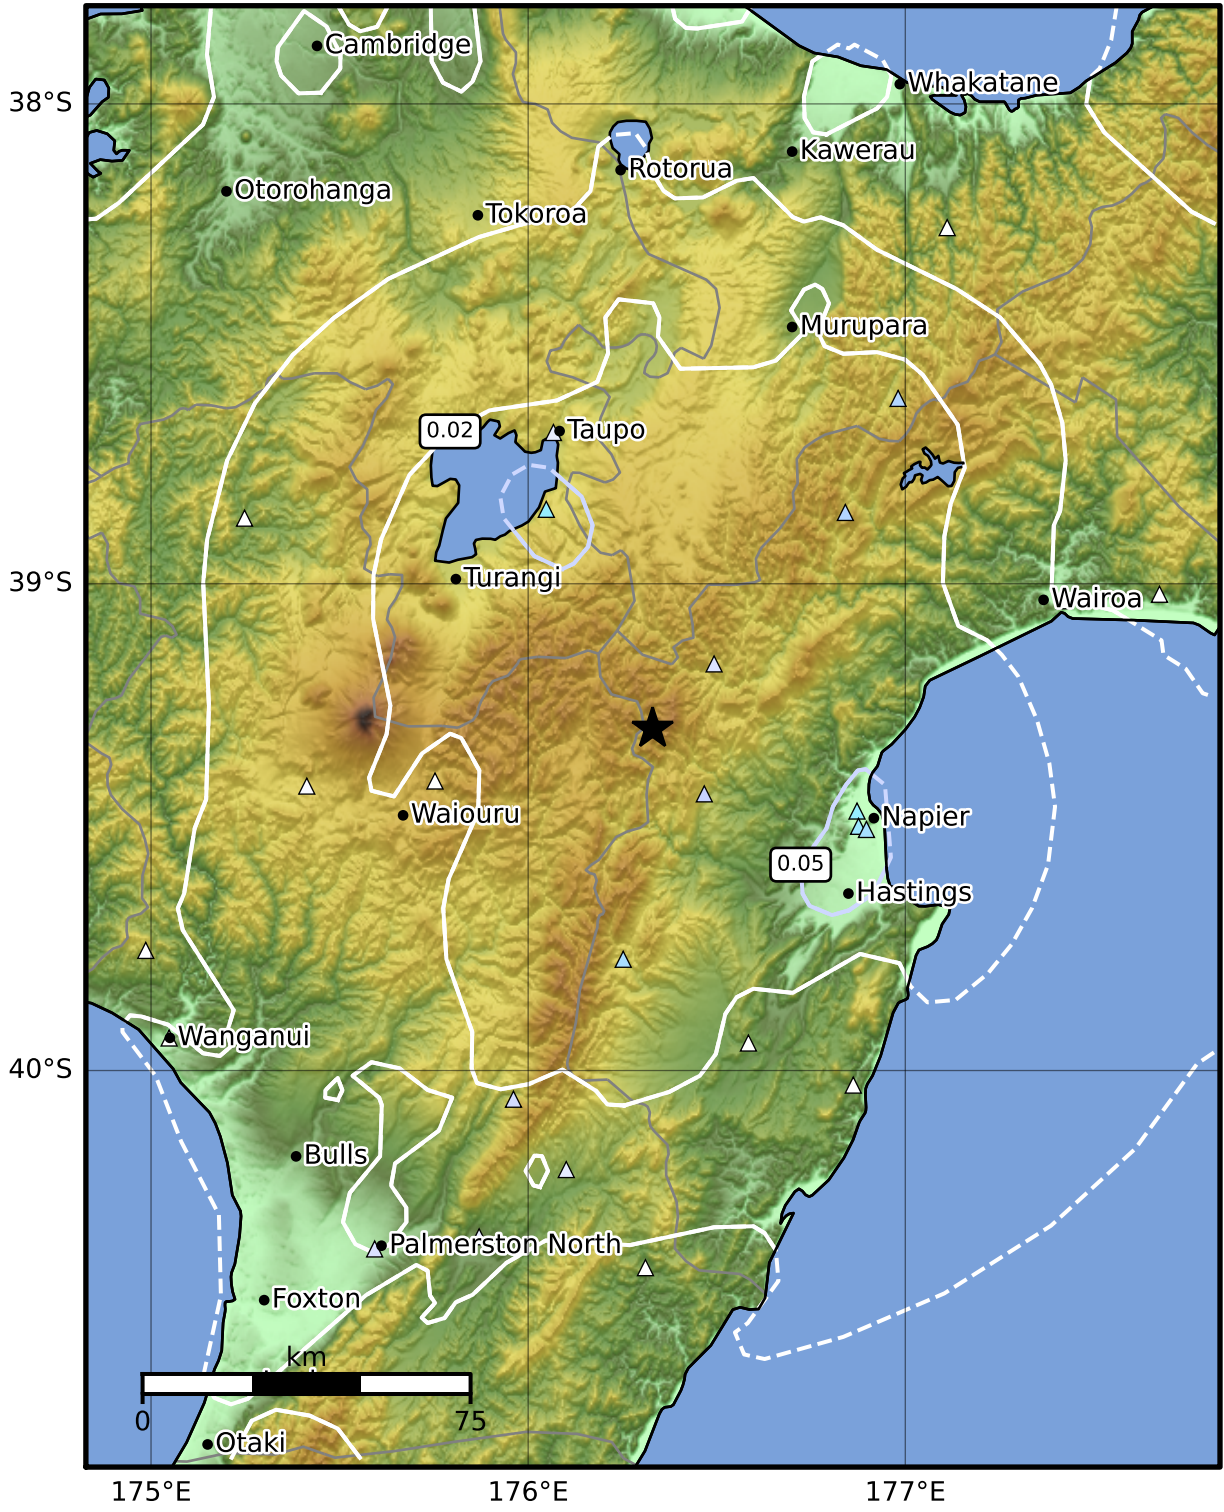 Cambridge
38°S
Whakatane
Kawerau
Rotorua
Otorohanga
Tokoroa
Murupara
0.02
Taupo
39°S
Turangi
Wairoa
Waiouru
Napier
0.05
Hastings
Wanganui
40°S
Bulls
Palmerston North
Foxton
km
0
75
Otaki
175°E
176°E
177°E